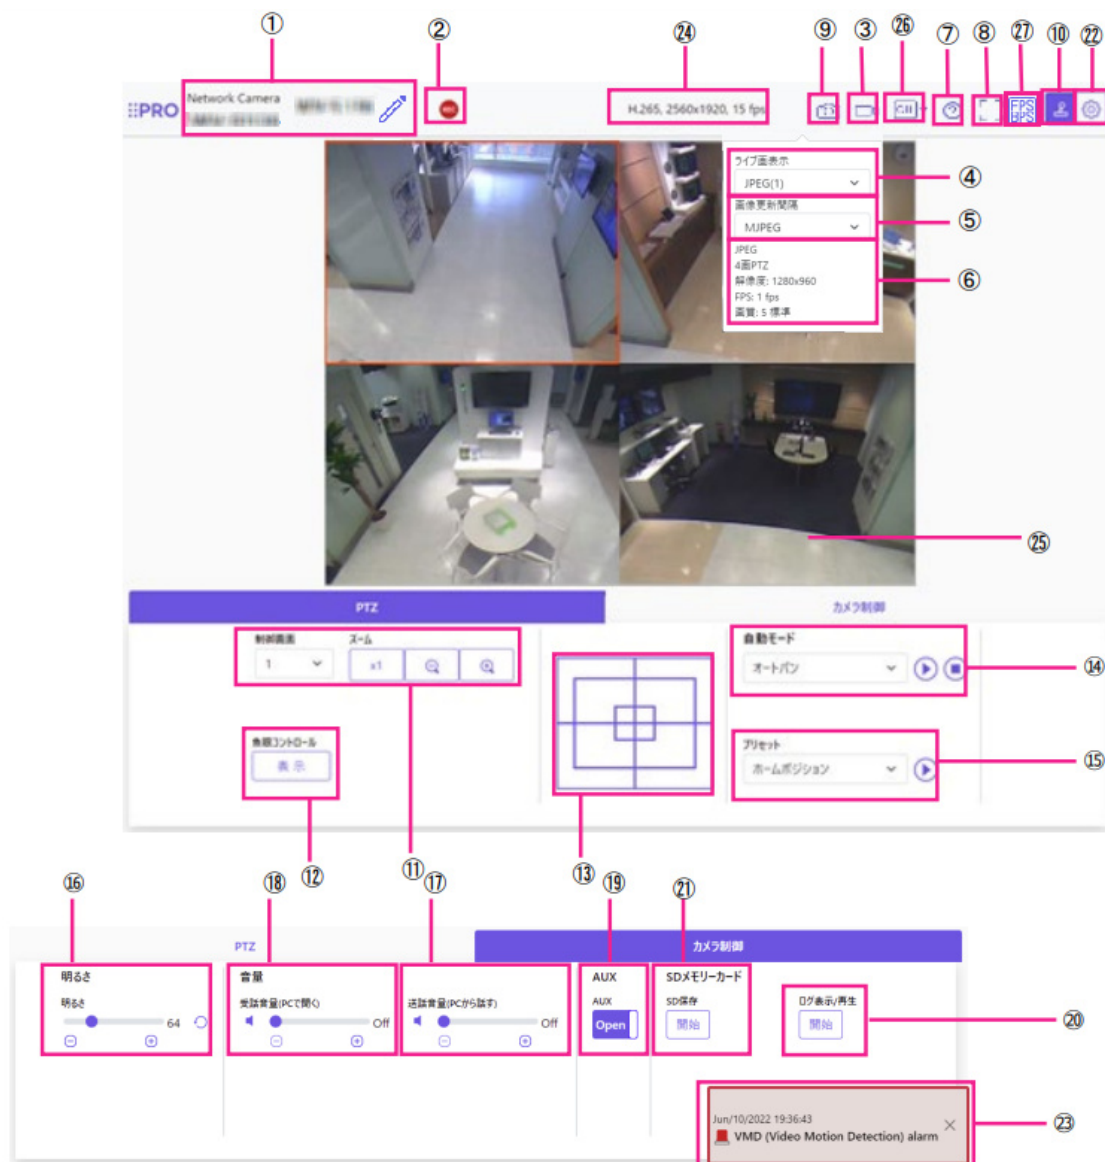 ① ② ㉔ ⑨ ③ ㉖ ⑦ ⑧ ㉗ ⑩ ㉒
PRO
Network Camera
H.265, 2560x1920, 15 fps
FPS
BPS
ライブ画表示
JPEG(1)
④
画像更新間隔
MJPEG
⑤
JPEG
4画PTZ
解像度: 1280x960
FPS: 1 fps
画質: 5 標準
⑥
㉕
PTZ
カメラ制御
制御画面
1
ズーム
x1
自動モード
オートパン
⑭
魚眼コントロール
表示
プリセット
ホームポジション
⑮
⑫ ⑪ ⑬
⑯ ⑱ ⑰ ⑲ ㉑
PTZ
カメラ制御
明るさ
明るさ
64
音量
受話音量(PCで聞く)
Off
送話音量(PCから話す)
Off
AUX
AUX
Open
SDメモリーカード
SD保存
開始
ログ表示/再生
開始
⑳
Jun/10/2022 19:36:43
VMD (Video Motion Detection) alarm
㉓